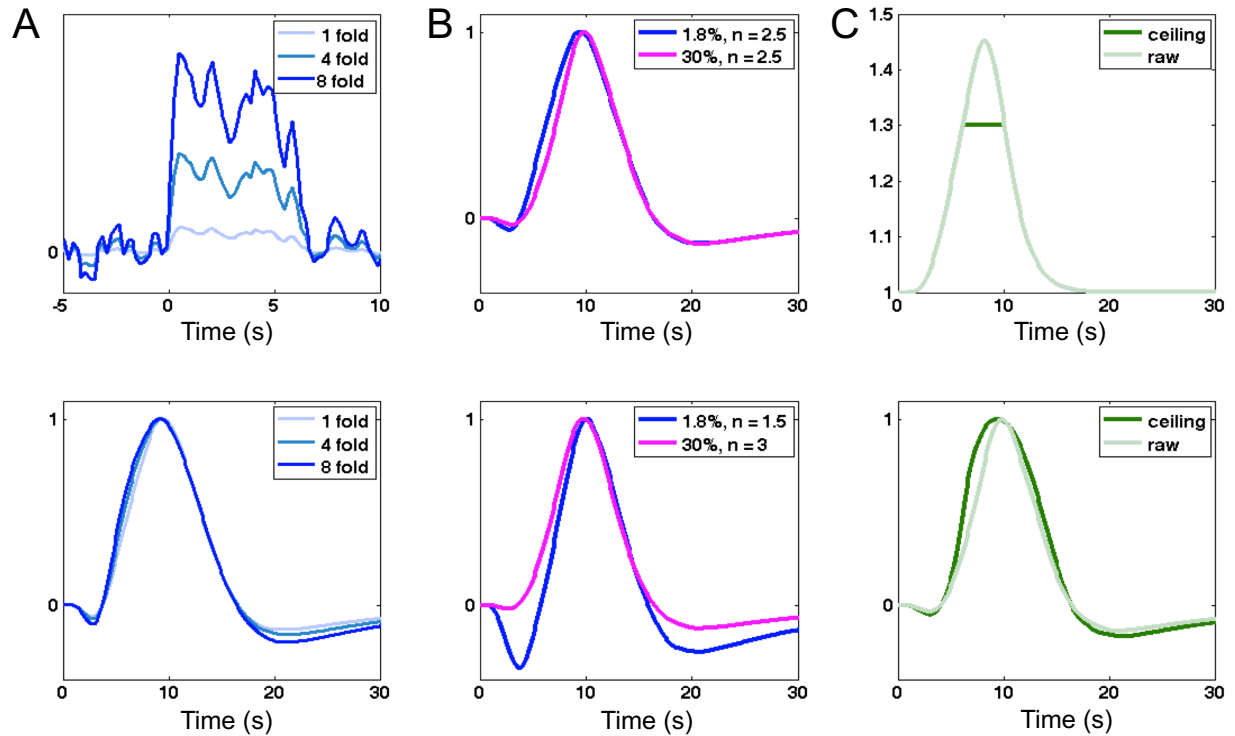 A
1 fold
4 fold
8 fold
0
-5 0 5 10
Time (s)
B
1.8%, n = 2.5
30%, n = 2.5
1
0
0 10 20 30
Time (s)
C
ceiling
raw
1.5
1.4
1.3
1.2
1.1
1
0 10 20 30
Time (s)
1 fold
4 fold
8 fold
1
0
0 10 20 30
Time (s)
1.8%, n = 1.5
30%, n = 3
1
0
0 10 20 30
Time (s)
ceiling
raw
1
0
0 10 20 30
Time (s)